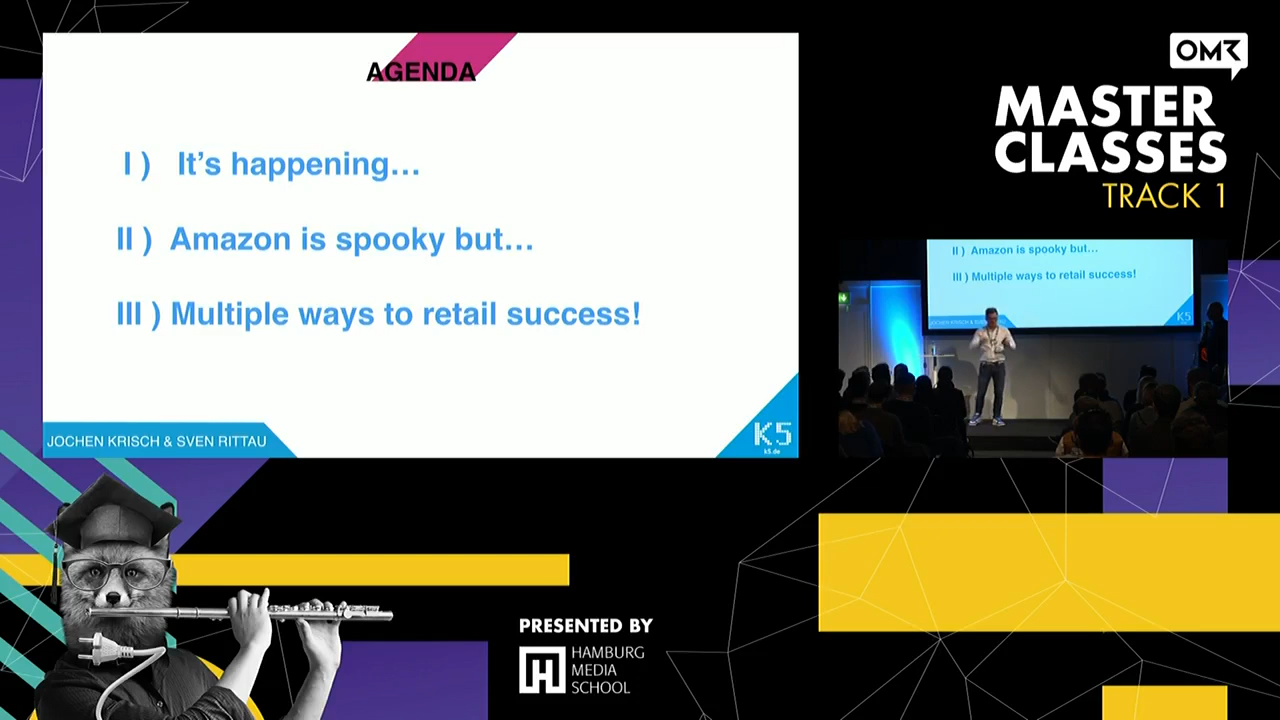 AGENDA
I ) It's happening…
II ) Amazon is spooky but…
III ) Multiple ways to retail success!
JOCHEN KRISCH & SVEN RITTAU
K5
k5.de
OMR
MASTER
CLASSES
TRACK 1
II ) Amazon is spooky but…
III ) Multiple ways to retail success!
K5
PRESENTED BY
HAMBURG
MEDIA
SCHOOL